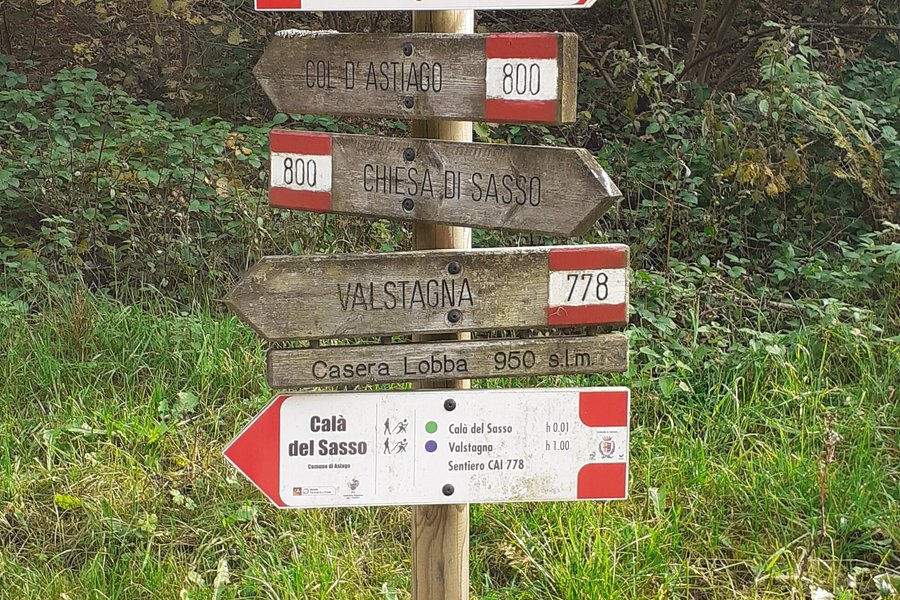 COL D'ASTIAGO 800
800 CHIESA DI SASSO
VALSTAGNA 778
Casera Lobba 950 s.l.m.
Calà
del Sasso
Comune di Asiago
Calà del Sasso h 0.01
Valstagna h 1.00
Sentiero CAI 778